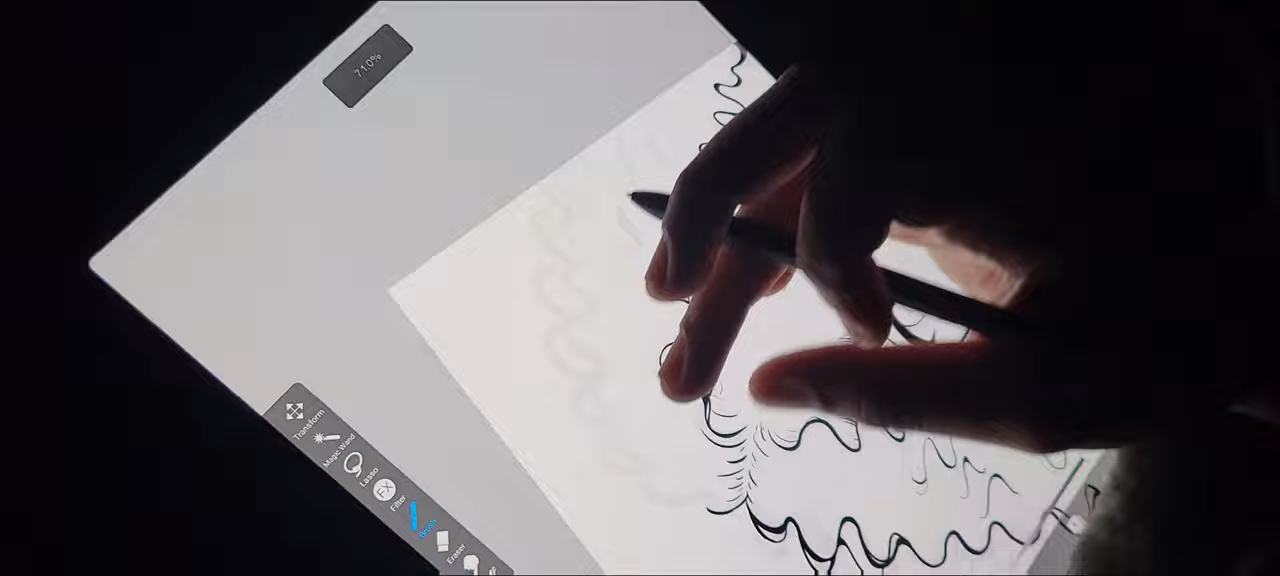 71.0%
Transform
Magic Wand
Lasso
FX
Filter
Brush
Eraser